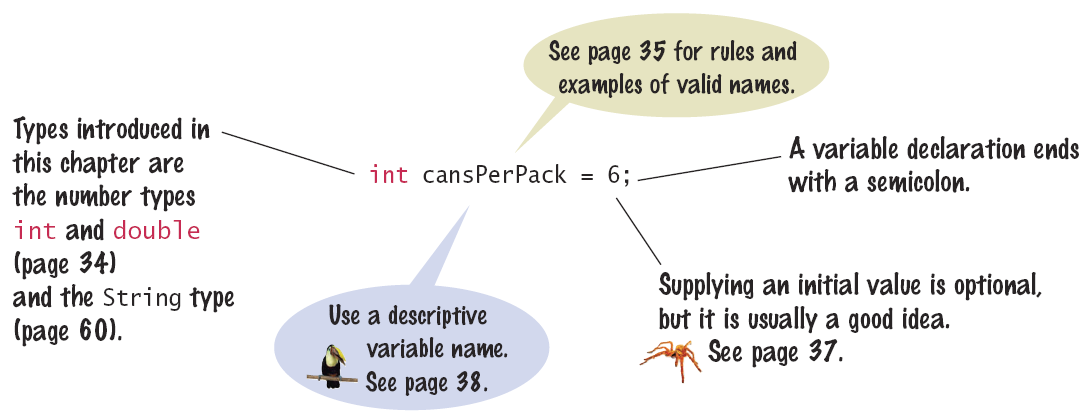 See page 35 for rules and
examples of valid names.
Types introduced in
this chapter are
the number types
int and double
(page 34)
and the String type
(page 60).
int cansPerPack = 6;
A variable declaration ends
with a semicolon.
Use a descriptive
variable name.
See page 38.
Supplying an initial value is optional,
but it is usually a good idea.
See page 37.